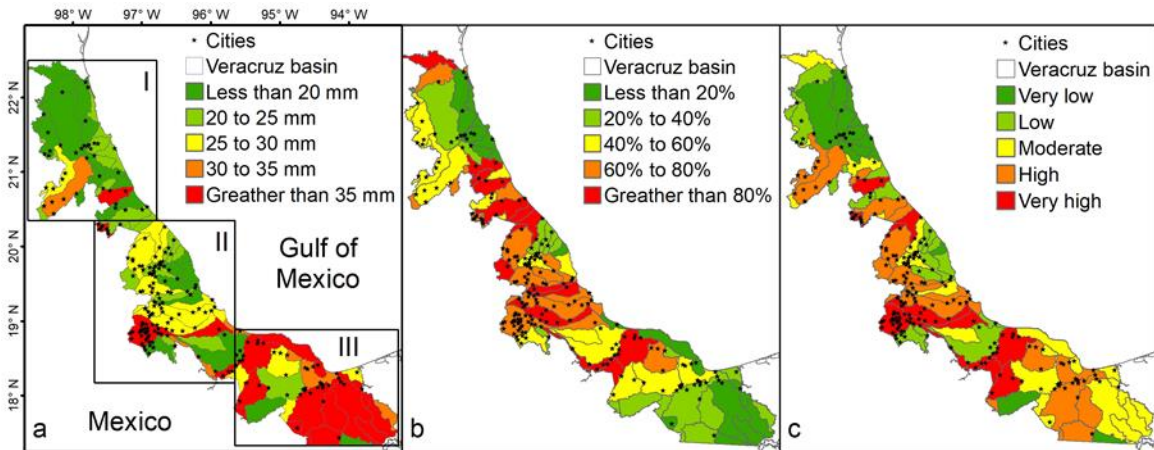 98° W 97° W 96° W 95° W 94° W
22° N
21° N
20° N
19° N
18° N
I
II
III
Cities
Veracruz basin
Less than 20 mm
20 to 25 mm
25 to 30 mm
30 to 35 mm
Greather than 35 mm
Gulf of
Mexico
Mexico
a
Cities
Veracruz basin
Less than 20%
20% to 40%
40% to 60%
60% to 80%
Greather than 80%
b
Cities
Veracruz basin
Very low
Low
Moderate
High
Very high
c